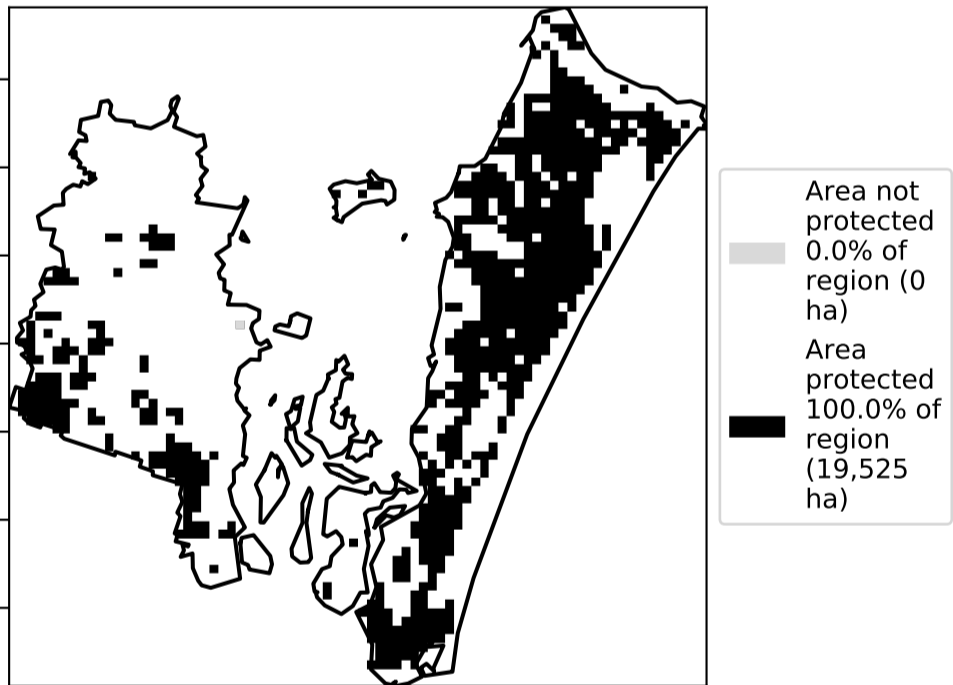 Area not
protected
0.0% of
region (0
ha)
Area
protected
100.0% of
region
(19,525
ha)